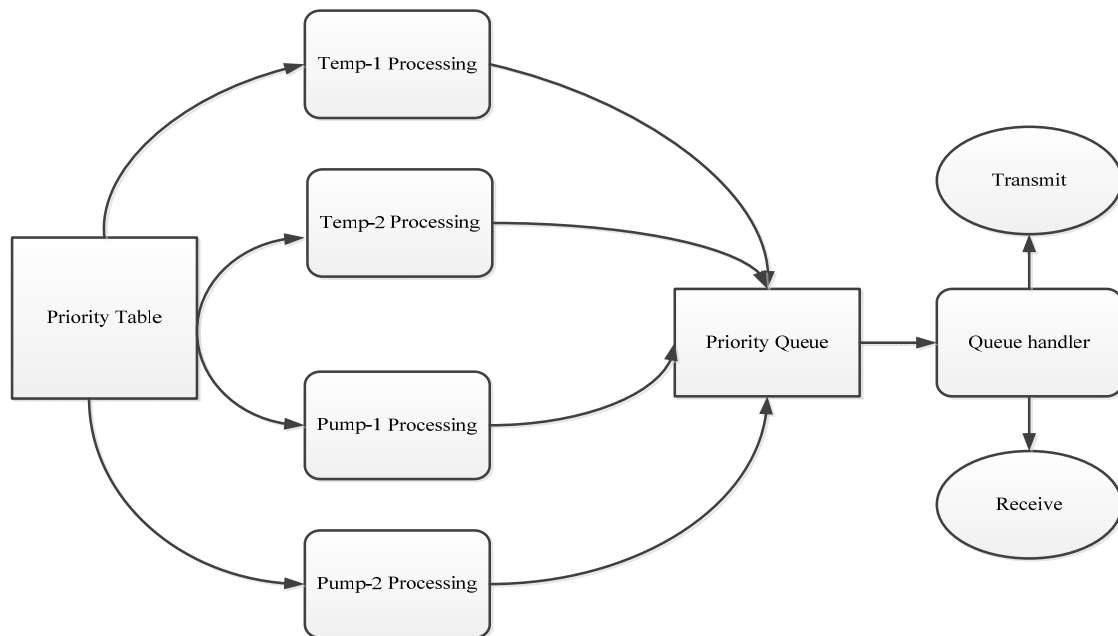 Temp-1 Processing
Temp-2 Processing
Transmit
Priority Table
Priority Queue
Queue handler
Pump-1 Processing
Receive
Pump-2 Processing